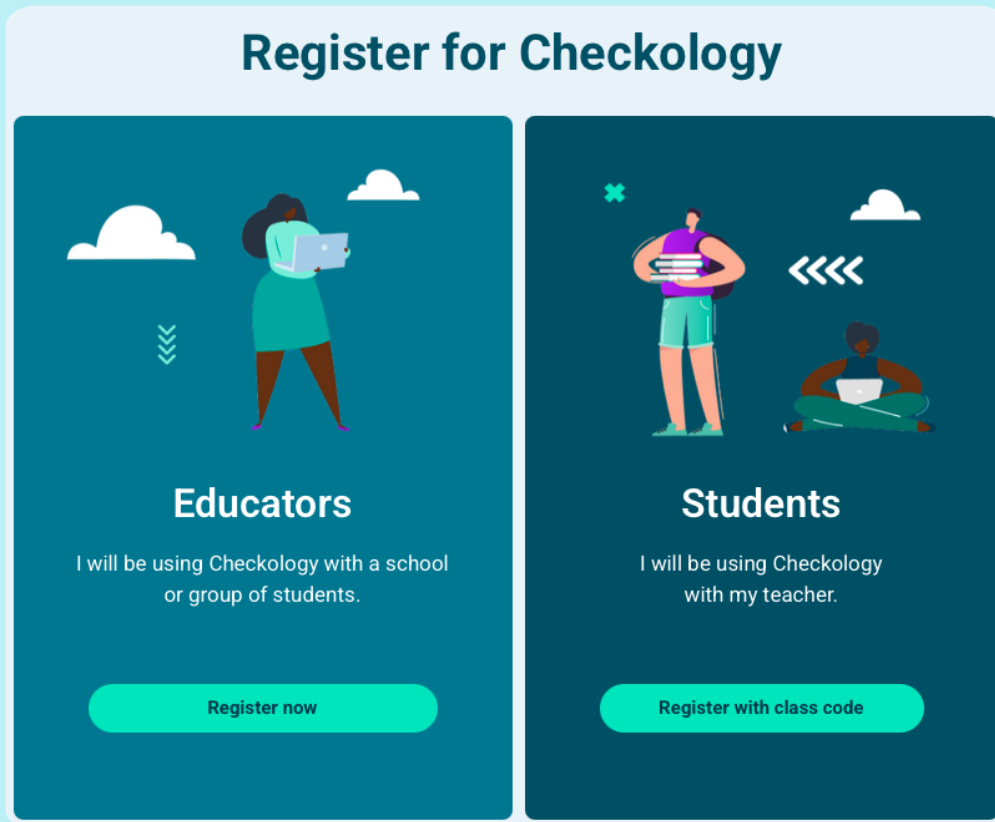 Register for Checkology
Educators
I will be using Checkology with a school
or group of students.
Register now
Students
I will be using Checkology
with my teacher.
Register with class code